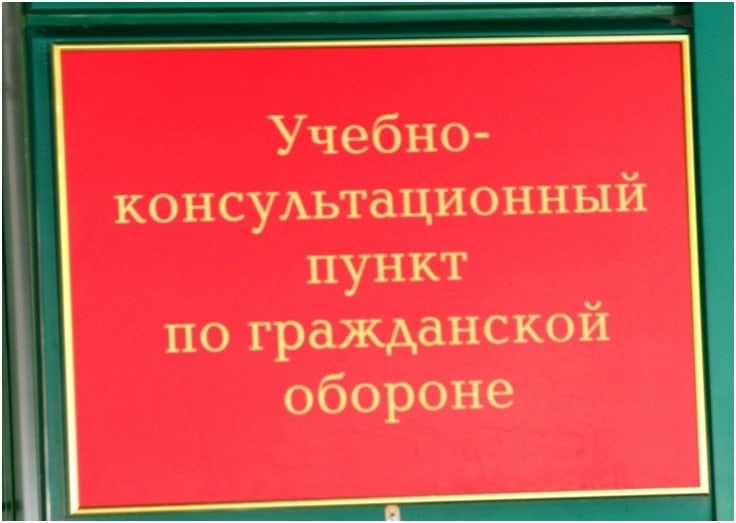 Учебно-
консультационный
пункт
по гражданской
обороне